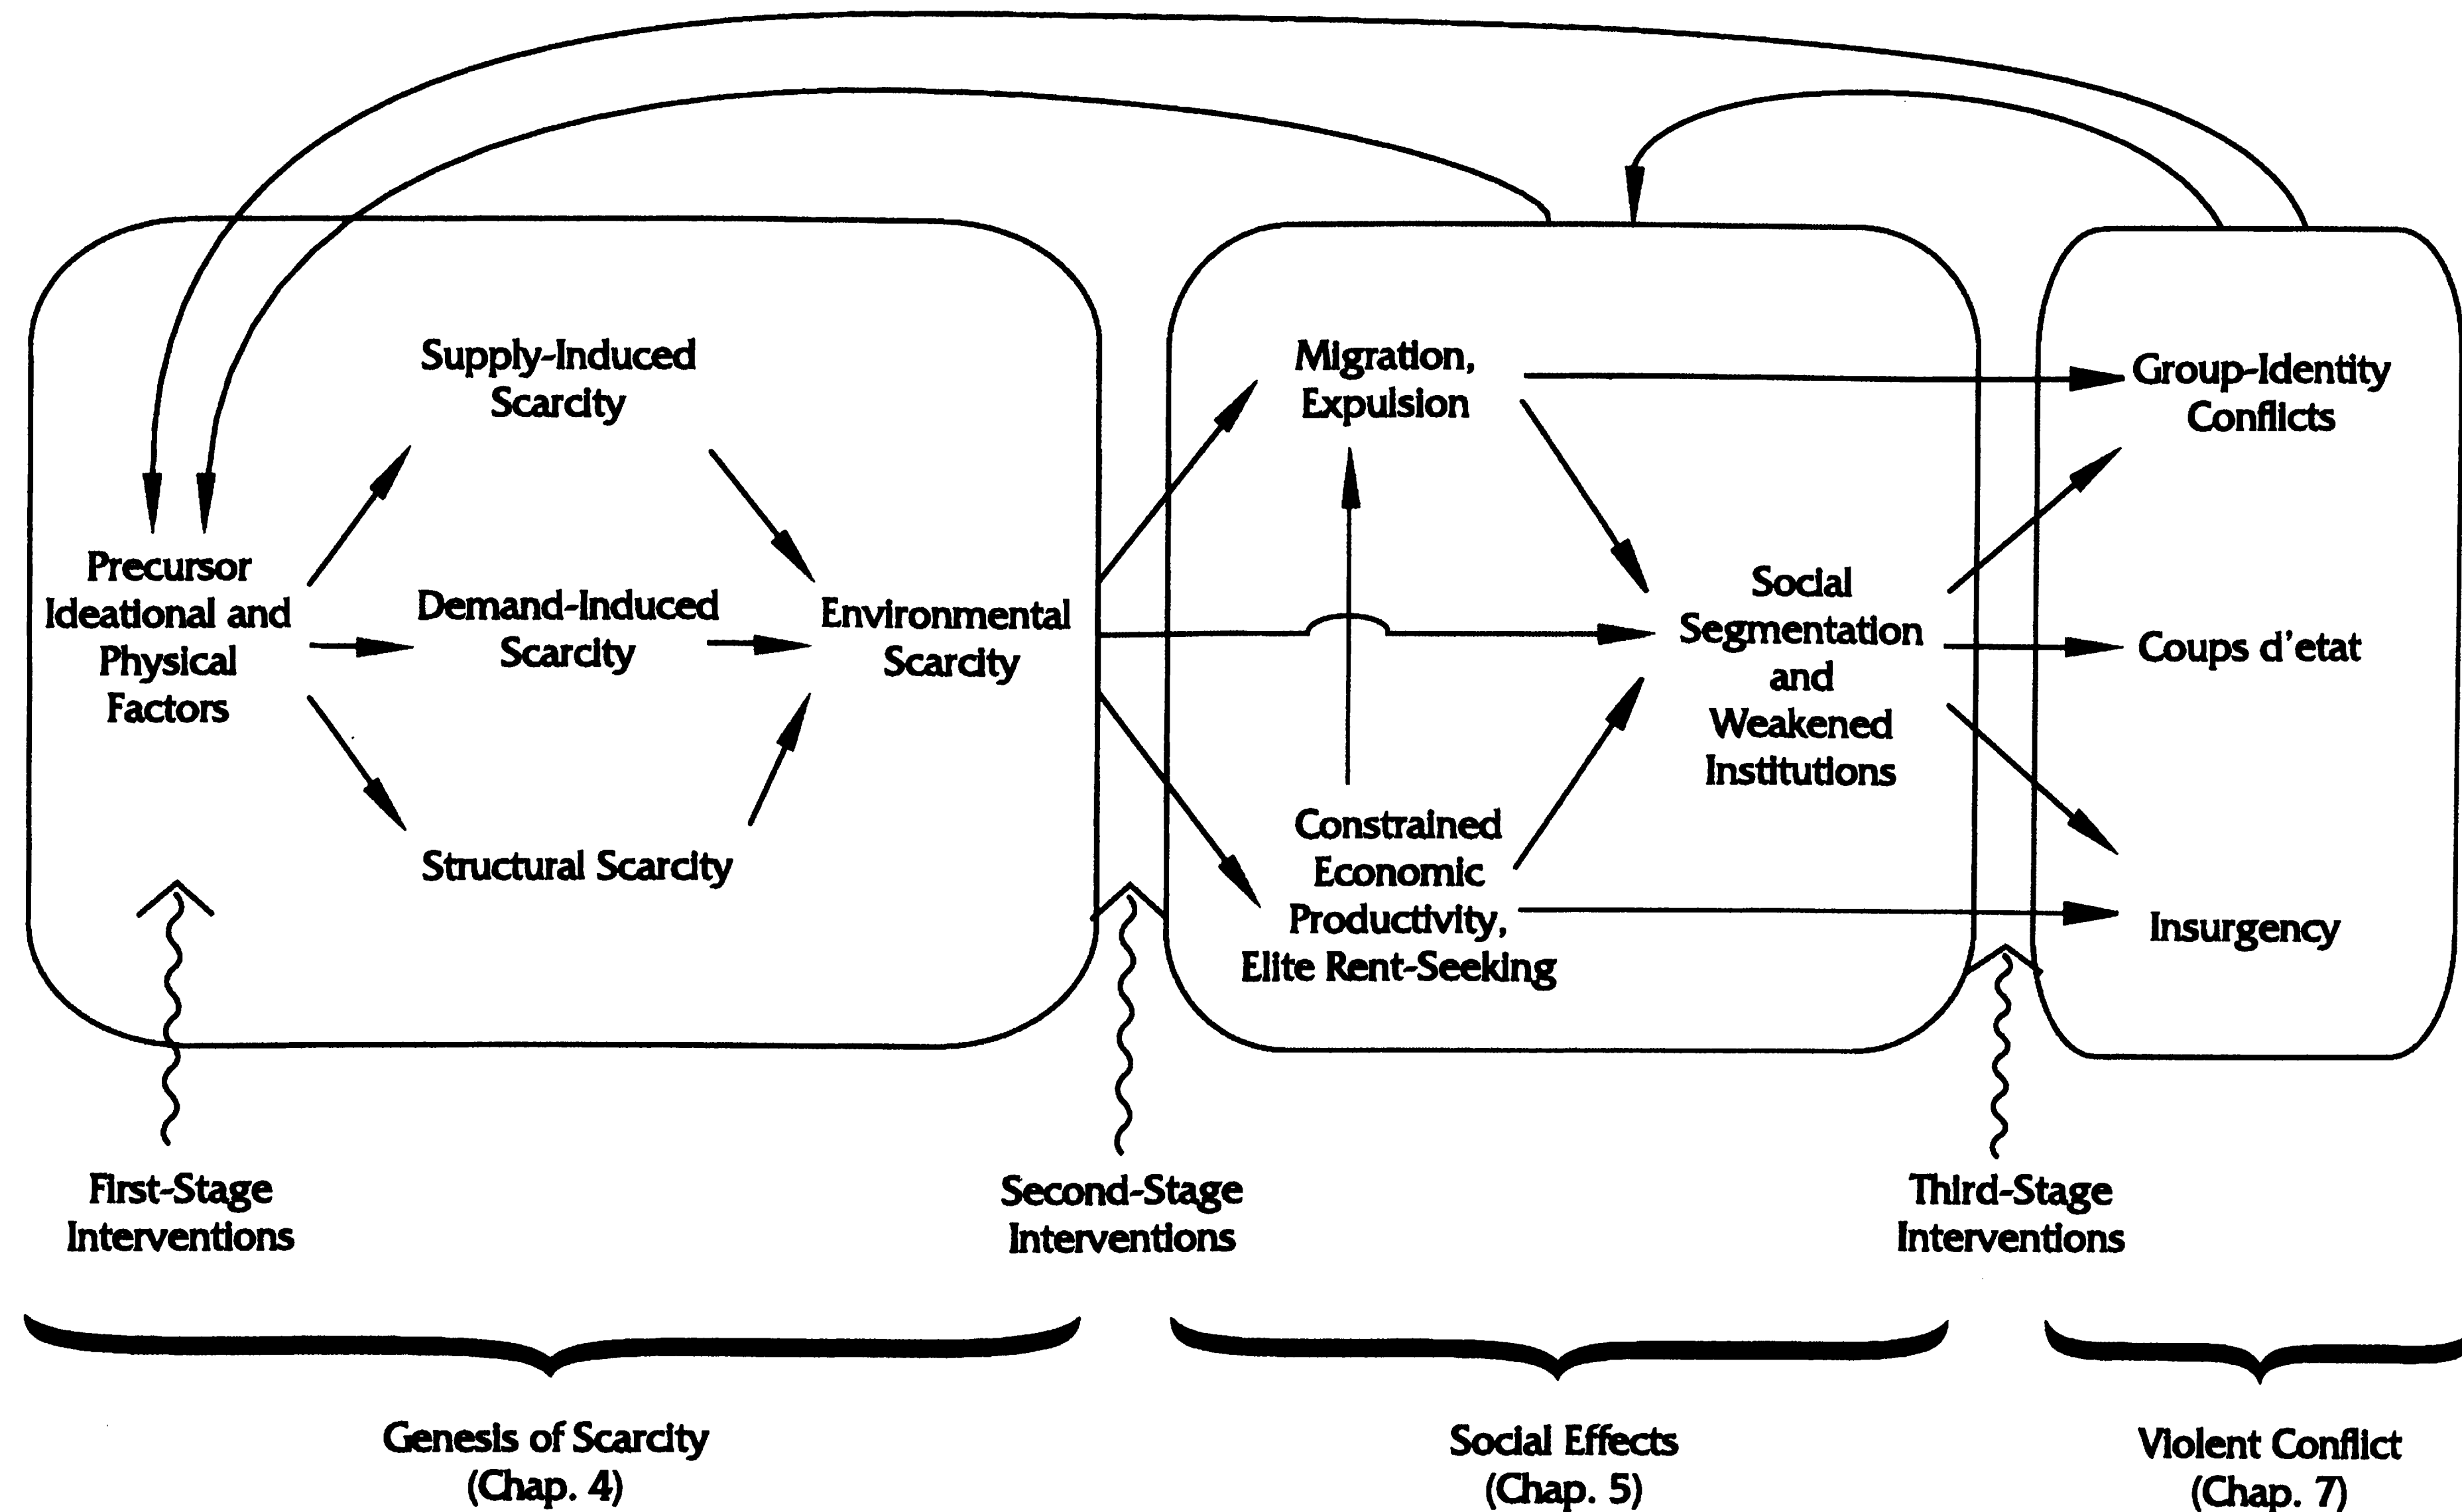 Supply-Induced
Scarcity
Precursor
Ideational and
Physical
Factors
Demand-Induced
Scarcity
Structural Scarcity
Environmental
Scarcity
Migration,
Expulsion
Constrained
Economic
Productivity,
Elite Rent-Seeking
Social
Segmentation
and
Weakened
Institutions
Group-Identity
Conflicts
Coups d'etat
Insurgency
First-Stage
Interventions
Second-Stage
Interventions
Third-Stage
Interventions
Genesis of Scarcity
(Chap. 4)
Social Effects
(Chap. 5)
Violent Conflict
(Chap. 7)